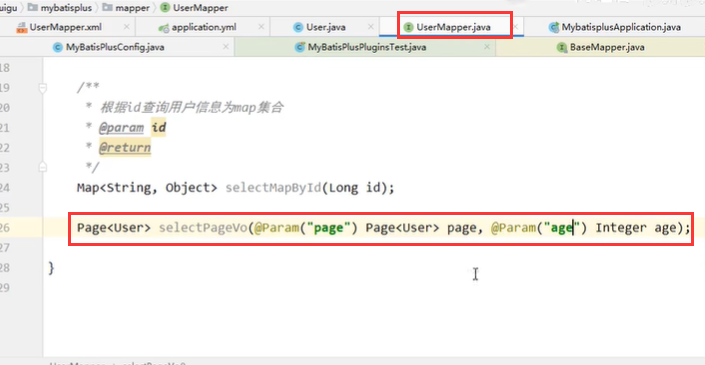 uigu mybatisplus mapper UserMapper
UserMapper.xml application.yml User.java UserMapper.java MybatisplusApplication.java
MyBatisPlusConfig.java MyBatisPlusPluginsTest.java BaseMapper.java
18
19 /**
20 * 根据id查询用户信息为map集合
21 * @param id
22 * @return
23 */
24 Map<String, Object> selectMapById(Long id);
25
26 Page<User> selectPageVo(@Param("page") Page<User> page, @Param("age") Integer age);
27
28 }
29